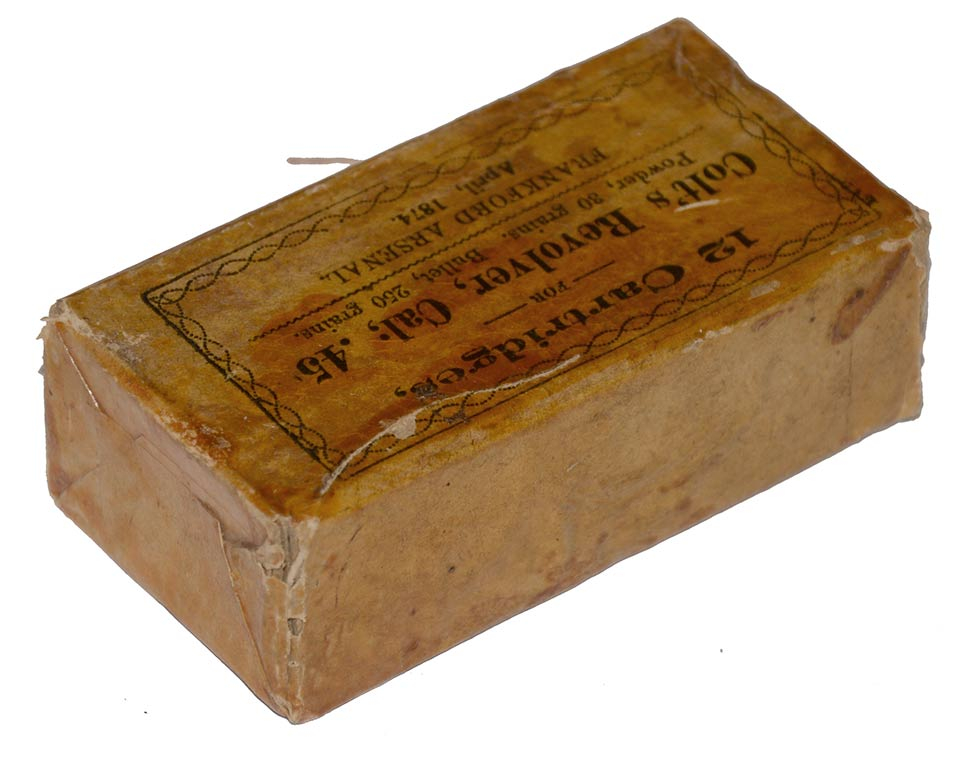 12 Cartridges,
FOR
Colt's Revolver, Cal; .45
Powder, 30 grains, Bullet, 250 grains.
FRANKFORD ARSENAL,
April, 1874.